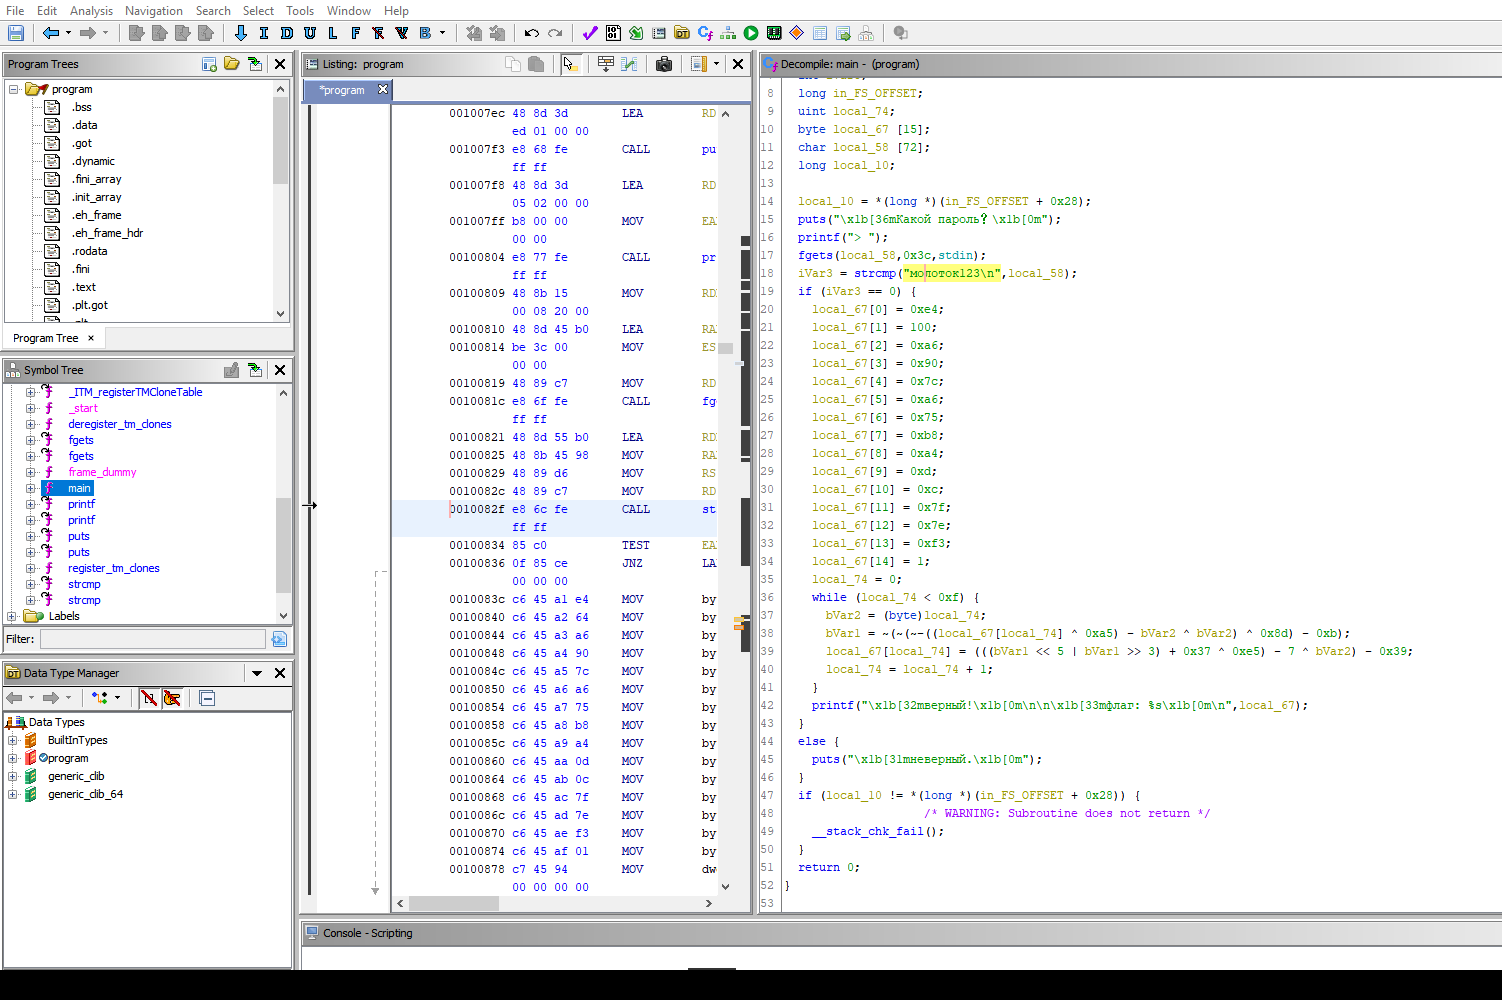 File Edit Analysis Navigation Search Select Tools Window Help
I D U L F B
Program Trees
program
.bss
.data
.got
.dynamic
.fini_array
.init_array
.eh_frame
.eh_frame_hdr
.rodata
.fini
.text
.plt.got
Program Tree ×
Symbol Tree
_ITM_registerTMCloneTable
_start
deregister_tm_clones
fgets
fgets
frame_dummy
main
printf
printf
puts
puts
register_tm_clones
strcmp
strcmp
Labels
Filter:
Data Type Manager
Data Types
BuiltInTypes
program
generic_clib
generic_clib_64
Listing: program
*program
001007ec 48 8d 3d LEA RD
ed 01 00 00
001007f3 e8 68 fe CALL pu
ff ff
001007f8 48 8d 3d LEA RD
05 02 00 00
001007ff b8 00 00 MOV EA
00 00
00100804 e8 77 fe CALL pr
ff ff
00100809 48 8b 15 MOV RD
00 08 20 00
00100810 48 8d 45 b0 LEA RA
00100814 be 3c 00 MOV ES
00 00
00100819 48 89 c7 MOV RD
0010081c e8 6f fe CALL fg
ff ff
00100821 48 8d 55 b0 LEA RD
00100825 48 8b 45 98 MOV RA
00100829 48 89 d6 MOV RS
0010082c 48 89 c7 MOV RD
0010082f e8 6c fe CALL st
ff ff
00100834 85 c0 TEST EA
00100836 0f 85 ce JNZ LA
00 00 00
0010083c c6 45 a1 e4 MOV by
00100840 c6 45 a2 64 MOV by
00100844 c6 45 a3 a6 MOV by
00100848 c6 45 a4 90 MOV by
0010084c c6 45 a5 7c MOV by
00100850 c6 45 a6 a6 MOV by
00100854 c6 45 a7 75 MOV by
00100858 c6 45 a8 b8 MOV by
0010085c c6 45 a9 a4 MOV by
00100860 c6 45 aa 0d MOV by
00100864 c6 45 ab 0c MOV by
00100868 c6 45 ac 7f MOV by
0010086c c6 45 ad 7e MOV by
00100870 c6 45 ae f3 MOV by
00100874 c6 45 af 01 MOV by
00100878 c7 45 94 MOV dw
00 00 00 00
Decompile: main - (program)
8 long in_FS_OFFSET;
9 uint local_74;
10 byte local_67 [15];
11 char local_58 [72];
12 long local_10;
13
14 local_10 = *(long *)(in_FS_OFFSET + 0x28);
15 puts("\x1b[36mКакой пароль? \x1b[0m");
16 printf("> ");
17 fgets(local_58,0x3c,stdin);
18 iVar3 = strcmp("молоток123\n",local_58);
19 if (iVar3 == 0) {
20 local_67[0] = 0xe4;
21 local_67[1] = 100;
22 local_67[2] = 0xa6;
23 local_67[3] = 0x90;
24 local_67[4] = 0x7c;
25 local_67[5] = 0xa6;
26 local_67[6] = 0x75;
27 local_67[7] = 0xb8;
28 local_67[8] = 0xa4;
29 local_67[9] = 0xd;
30 local_67[10] = 0xc;
31 local_67[11] = 0x7f;
32 local_67[12] = 0x7e;
33 local_67[13] = 0xf3;
34 local_67[14] = 1;
35 local_74 = 0;
36 while (local_74 < 0xf) {
37 bVar2 = (byte)local_74;
38 bVar1 = ~(~(~-((local_67[local_74] ^ 0xa5) - bVar2 ^ bVar2) ^ 0x8d) - 0xb);
39 local_67[local_74] = (((bVar1 << 5 | bVar1 >> 3) + 0x37 ^ 0xe5) - 7 ^ bVar2) - 0x39;
40 local_74 = local_74 + 1;
41 }
42 printf("\x1b[32mверный!\x1b[0m\n\n\x1b[33mфлаг: %s\x1b[0m\n",local_67);
43 }
44 else {
45 puts("\x1b[31mневерный.\x1b[0m");
46 }
47 if (local_10 != *(long *)(in_FS_OFFSET + 0x28)) {
48 /* WARNING: Subroutine does not return */
49 __stack_chk_fail();
50 }
51 return 0;
52 }
53
Console - Scripting